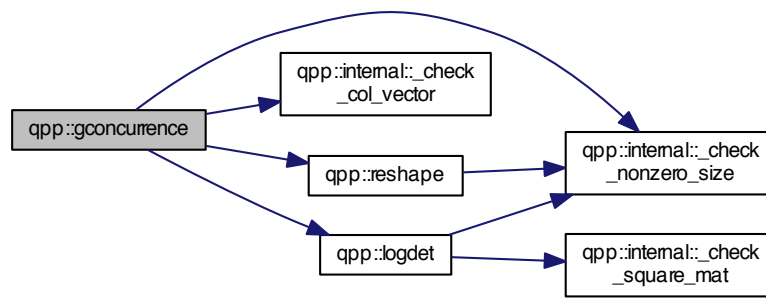 qpp::gconcurrence
qpp::internal::_check
_col_vector
qpp::reshape
qpp::logdet
qpp::internal::_check
_nonzero_size
qpp::internal::_check
_square_mat